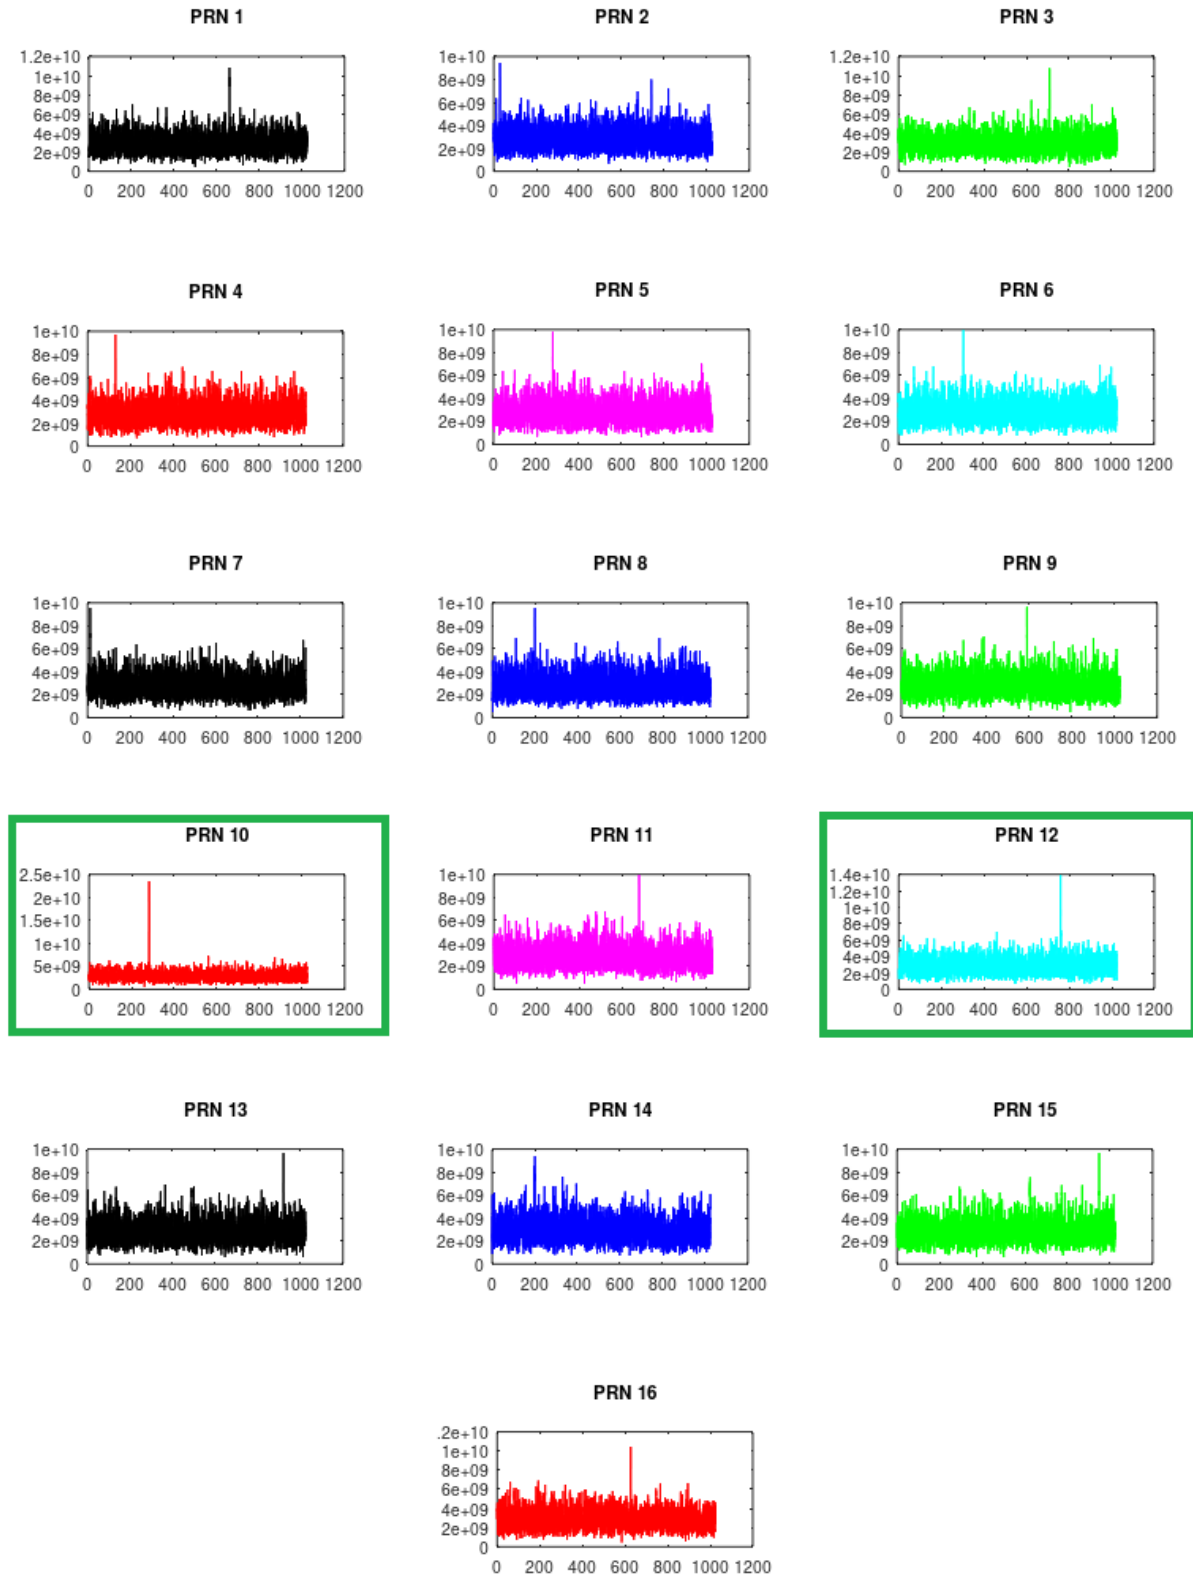 PRN 1 PRN 2 PRN 3
1.2e+10 1e+10 1.2e+10
1e+10 8e+09 1e+10
8e+09 6e+09 8e+09
6e+09 4e+09 6e+09
4e+09 2e+09 4e+09
2e+09 0 2e+09
0 0
0 200 400 600 800 1000 1200 0 200 400 600 800 1000 1200 0 200 400 600 800 1000 1200
PRN 4 PRN 5 PRN 6
1e+10 1e+10 1e+10
8e+09 8e+09 8e+09
6e+09 6e+09 6e+09
4e+09 4e+09 4e+09
2e+09 2e+09 2e+09
0 0 0
0 200 400 600 800 1000 1200 0 200 400 600 800 1000 1200 0 200 400 600 800 1000 1200
PRN 7 PRN 8 PRN 9
1e+10 1e+10 1e+10
8e+09 8e+09 8e+09
6e+09 6e+09 6e+09
4e+09 4e+09 4e+09
2e+09 2e+09 2e+09
0 0 0
0 200 400 600 800 1000 1200 0 200 400 600 800 1000 1200 0 200 400 600 800 1000 1200
PRN 10 PRN 11 PRN 12
2.5e+10 1e+10 1.4e+10
2e+10 8e+09 1.2e+10
1.5e+10 6e+09 1e+10
1e+10 4e+09 8e+09
5e+09 2e+09 6e+09
0 0 4e+09
2e+09
0
0 200 400 600 800 1000 1200 0 200 400 600 800 1000 1200 0 200 400 600 800 1000 1200
PRN 13 PRN 14 PRN 15
1e+10 1e+10 1e+10
8e+09 8e+09 8e+09
6e+09 6e+09 6e+09
4e+09 4e+09 4e+09
2e+09 2e+09 2e+09
0 0 0
0 200 400 600 800 1000 1200 0 200 400 600 800 1000 1200 0 200 400 600 800 1000 1200
PRN 16
.2e+10
1e+10
8e+09
6e+09
4e+09
2e+09
0
0 200 400 600 800 1000 1200